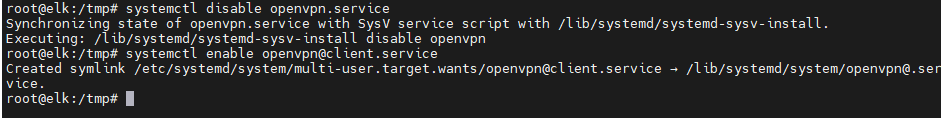 root@elk:/tmp# systemctl disable openvpn.service
Synchronizing state of openvpn.service with SysV service script with /lib/systemd/systemd-sysv-install.
Executing: /lib/systemd/systemd-sysv-install disable openvpn
root@elk:/tmp# systemctl enable openvpn@client.service
Created symlink /etc/systemd/system/multi-user.target.wants/openvpn@client.service → /lib/systemd/system/openvpn@.ser
vice.
root@elk:/tmp#